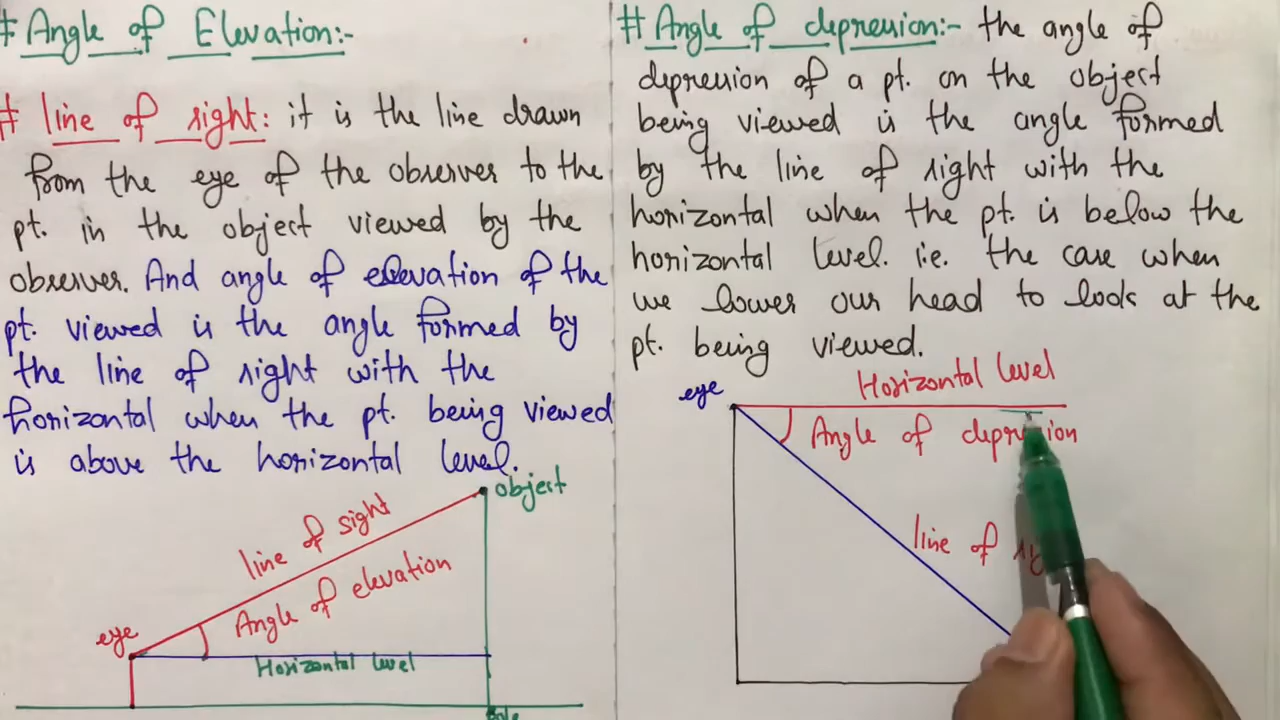 # Angle of Elevation:-
# line of sight: it is the line drawn
from the eye of the observer to the
pt. in the object viewed by the
observer. And angle of elevation of the
pt. viewed is the angle formed by
the line of sight with the
horizontal when the pt. being viewed
is above the horizontal level.
object
line of sight
Angle of elevation
eye
Horizontal level
# Angle of depression:- the angle of
depression of a pt. on the object
being viewed is the angle formed
by the line of sight with the
horizontal when the pt. is below the
horizontal level. i.e. the case when
we lower our head to look at the
pt. being viewed.
eye
Horizontal level
Angle of depression
line of